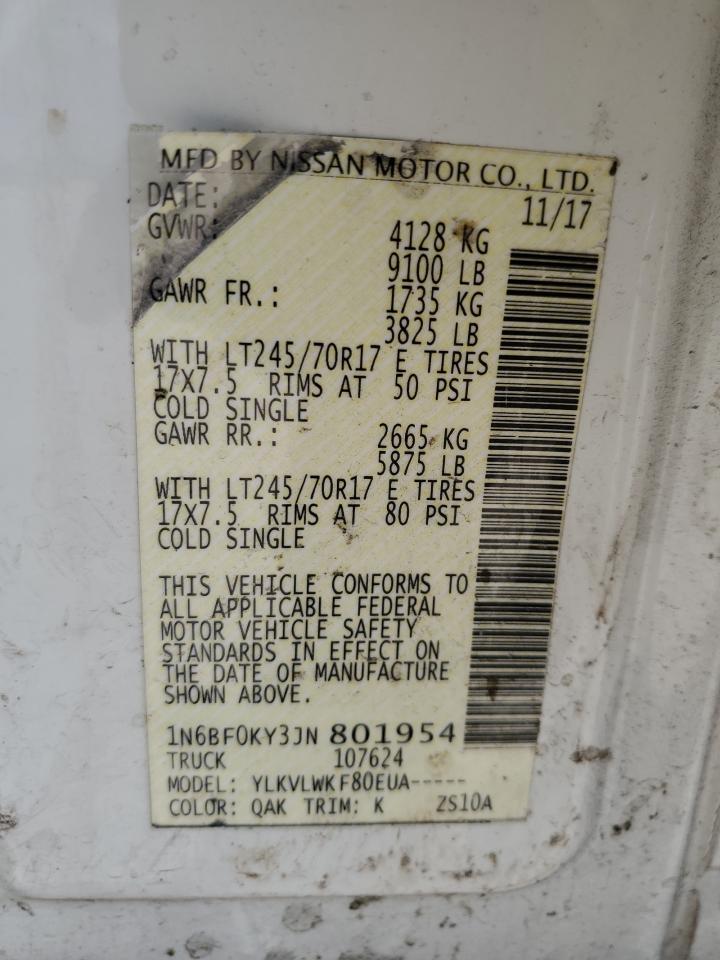 MFD BY NISSAN MOTOR CO., LTD.
DATE: 11/17
GVWR: 4128 KG
9100 LB
GAWR FR.: 1735 KG
3825 LB
WITH LT245/70R17 E TIRES
17X7.5 RIMS AT 50 PSI
COLD SINGLE
GAWR RR.: 2665 KG
5875 LB
WITH LT245/70R17 E TIRES
17X7.5 RIMS AT 80 PSI
COLD SINGLE
THIS VEHICLE CONFORMS TO
ALL APPLICABLE FEDERAL
MOTOR VEHICLE SAFETY
STANDARDS IN EFFECT ON
THE DATE OF MANUFACTURE
SHOWN ABOVE.
1N6BF0KY3JN 801954
TRUCK 107624
MODEL: YLKVLWKF80EUA-----
COLOR: QAK TRIM: K ZS10A